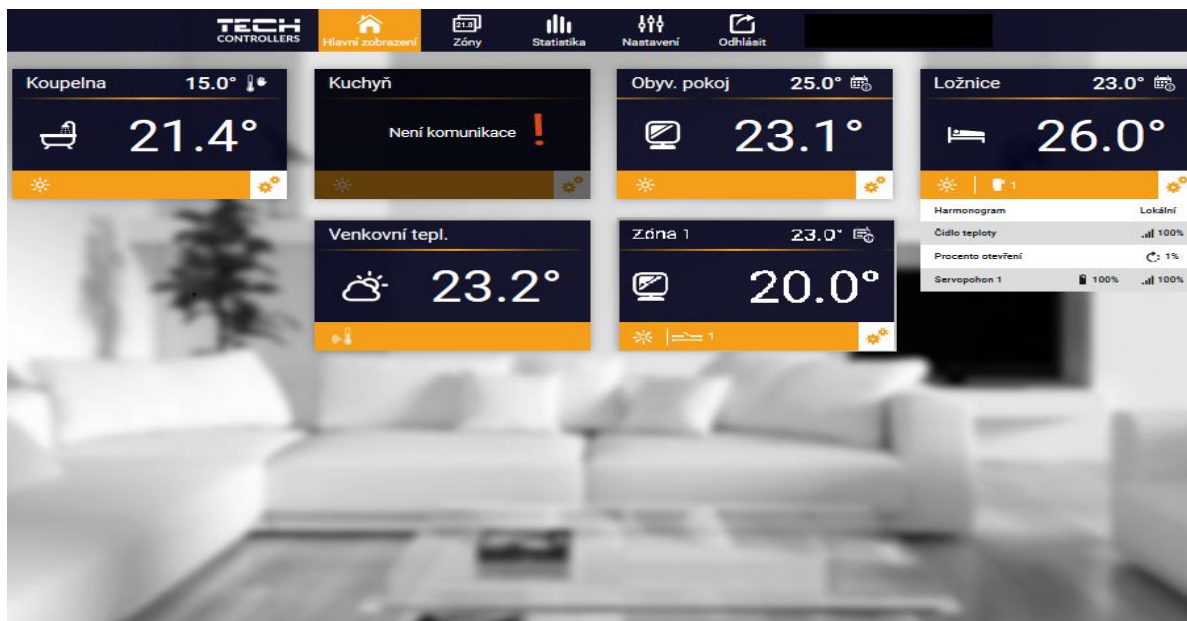 TECH
CONTROLLERS
Hlavní zobrazení
21.0
Zóny
Statistika
Nastavení
Odhlásit
Koupelna 15.0°
21.4°
Kuchyň
Není komunikace !
Obyv. pokoj 25.0°
23.1°
Ložnice 23.0°
26.0°
1
Harmonogram Lokální
Čidlo teploty 100%
Procento otevření 1%
Servopohon 1 100% 100%
Venkovní tepl.
23.2°
Zóna 1 23.0°
20.0°
1